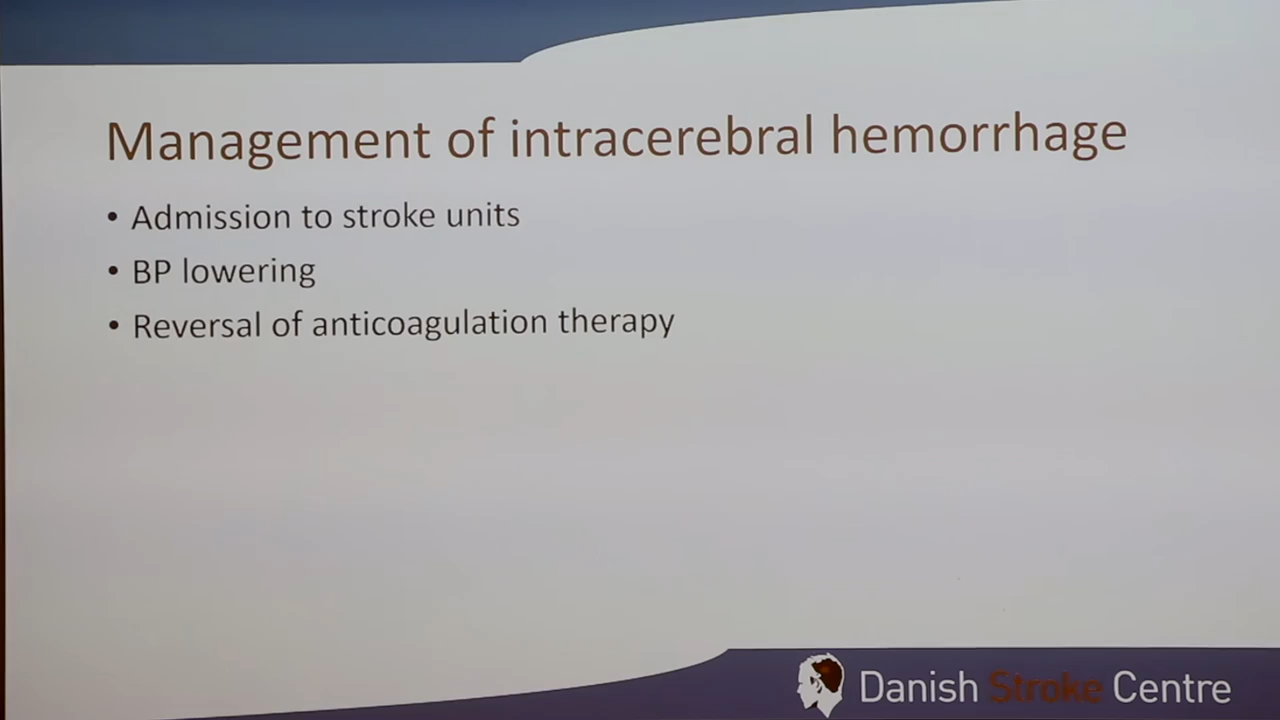 Management of intracerebral hemorrhage
• Admission to stroke units
• BP lowering
• Reversal of anticoagulation therapy
Danish Stroke Centre